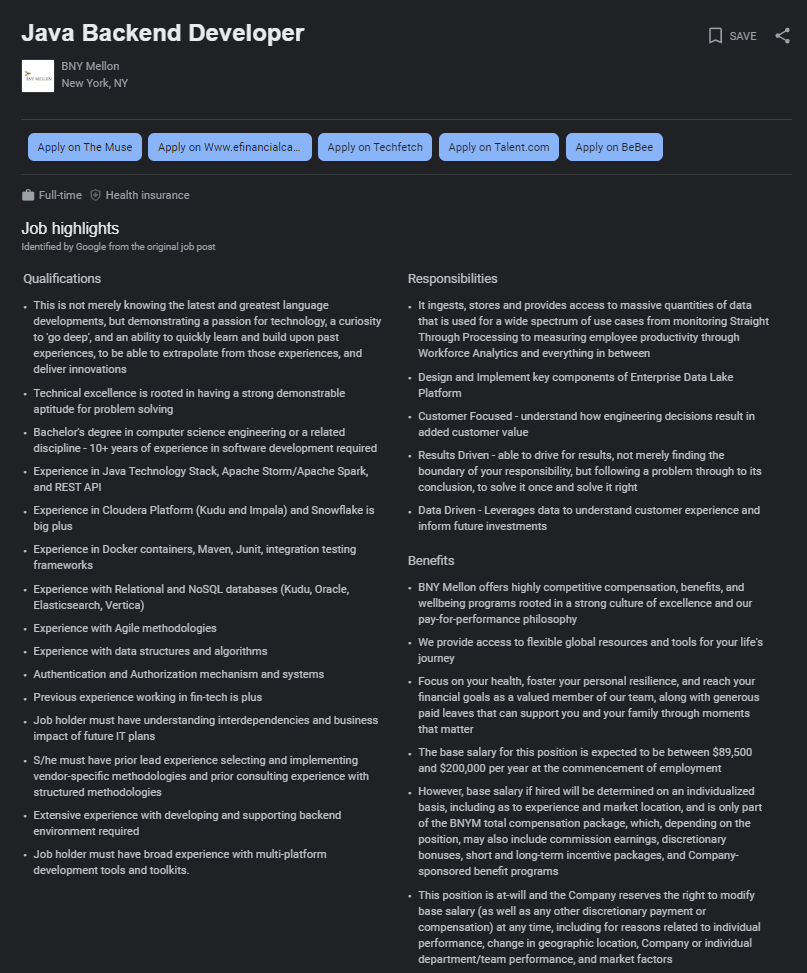 Java Backend Developer
SAVE
BNY MELLON
BNY Mellon
New York, NY
Apply on The Muse
Apply on Www.efinancialca...
Apply on Techfetch
Apply on Talent.com
Apply on BeBee
Full-time
Health insurance
Job highlights
Identified by Google from the original job post
Qualifications
• This is not merely knowing the latest and greatest language
developments, but demonstrating a passion for technology, a curiosity
to 'go deep', and an ability to quickly learn and build upon past
experiences, to be able to extrapolate from those experiences, and
deliver innovations
• Technical excellence is rooted in having a strong demonstrable
aptitude for problem solving
• Bachelor's degree in computer science engineering or a related
discipline - 10+ years of experience in software development required
• Experience in Java Technology Stack, Apache Storm/Apache Spark,
and REST API
• Experience in Cloudera Platform (Kudu and Impala) and Snowflake is
big plus
• Experience in Docker containers, Maven, Junit, integration testing
frameworks
• Experience with Relational and NoSQL databases (Kudu, Oracle,
Elasticsearch, Vertica)
• Experience with Agile methodologies
• Experience with data structures and algorithms
• Authentication and Authorization mechanism and systems
• Previous experience working in fin-tech is plus
• Job holder must have understanding interdependencies and business
impact of future IT plans
• S/he must have prior lead experience selecting and implementing
vendor-specific methodologies and prior consulting experience with
structured methodologies
• Extensive experience with developing and supporting backend
environment required
• Job holder must have broad experience with multi-platform
development tools and toolkits.
Responsibilities
• It ingests, stores and provides access to massive quantities of data
that is used for a wide spectrum of use cases from monitoring Straight
Through Processing to measuring employee productivity through
Workforce Analytics and everything in between
• Design and Implement key components of Enterprise Data Lake
Platform
• Customer Focused - understand how engineering decisions result in
added customer value
• Results Driven - able to drive for results, not merely finding the
boundary of your responsibility, but following a problem through to its
conclusion, to solve it once and solve it right
• Data Driven - Leverages data to understand customer experience and
inform future investments
Benefits
• BNY Mellon offers highly competitive compensation, benefits, and
wellbeing programs rooted in a strong culture of excellence and our
pay-for-performance philosophy
• We provide access to flexible global resources and tools for your life's
journey
• Focus on your health, foster your personal resilience, and reach your
financial goals as a valued member of our team, along with generous
paid leaves that can support you and your family through moments
that matter
• The base salary for this position is expected to be between $89,500
and $200,000 per year at the commencement of employment
• However, base salary if hired will be determined on an individualized
basis, including as to experience and market location, and is only part
of the BNYM total compensation package, which, depending on the
position, may also include commission earnings, discretionary
bonuses, short and long-term incentive packages, and Company-
sponsored benefit programs
• This position is at-will and the Company reserves the right to modify
base salary (as well as any other discretionary payment or
compensation) at any time, including for reasons related to individual
performance, change in geographic location, Company or individual
department/team performance, and market factors